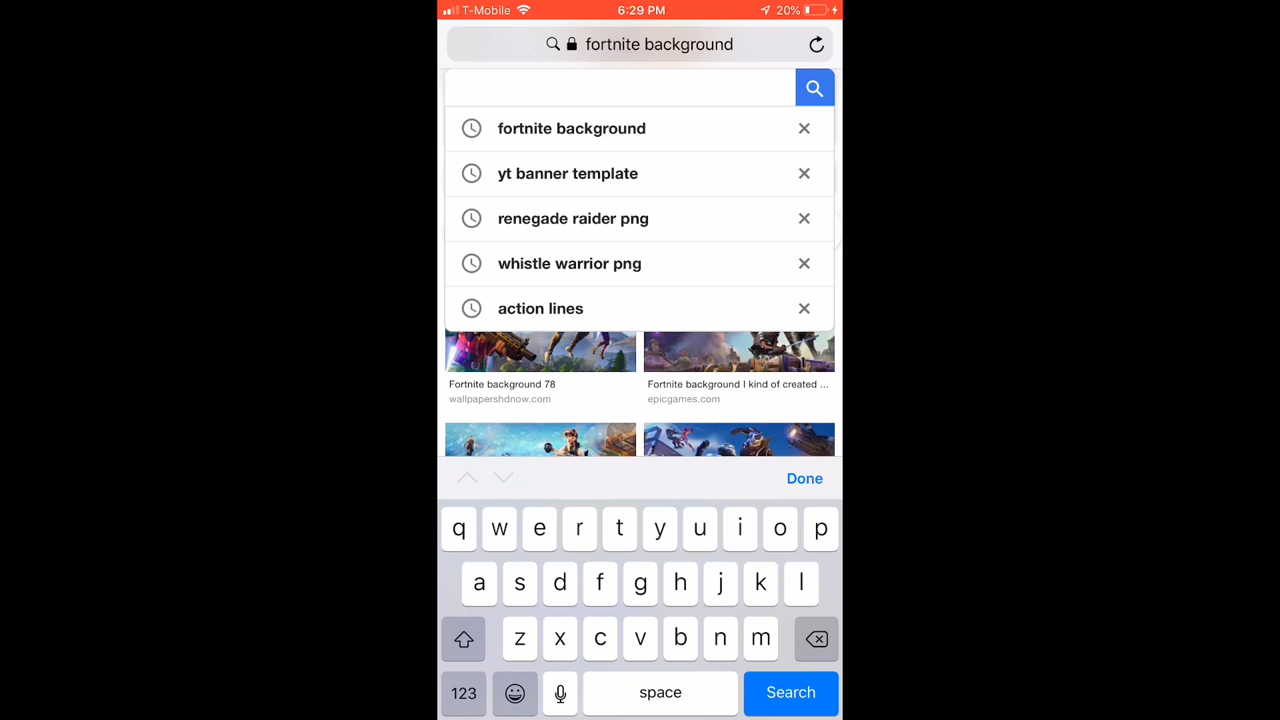 T-Mobile 6:29 PM 20%
fortnite background
fortnite background
yt banner template
renegade raider png
whistle warrior png
action lines
Fortnite background 78 Fortnite background I kind of created ...
wallpapershdnow.com epicgames.com
Done
q w e r t y u i o p
a s d f g h j k l
z x c v b n m
123 space Search